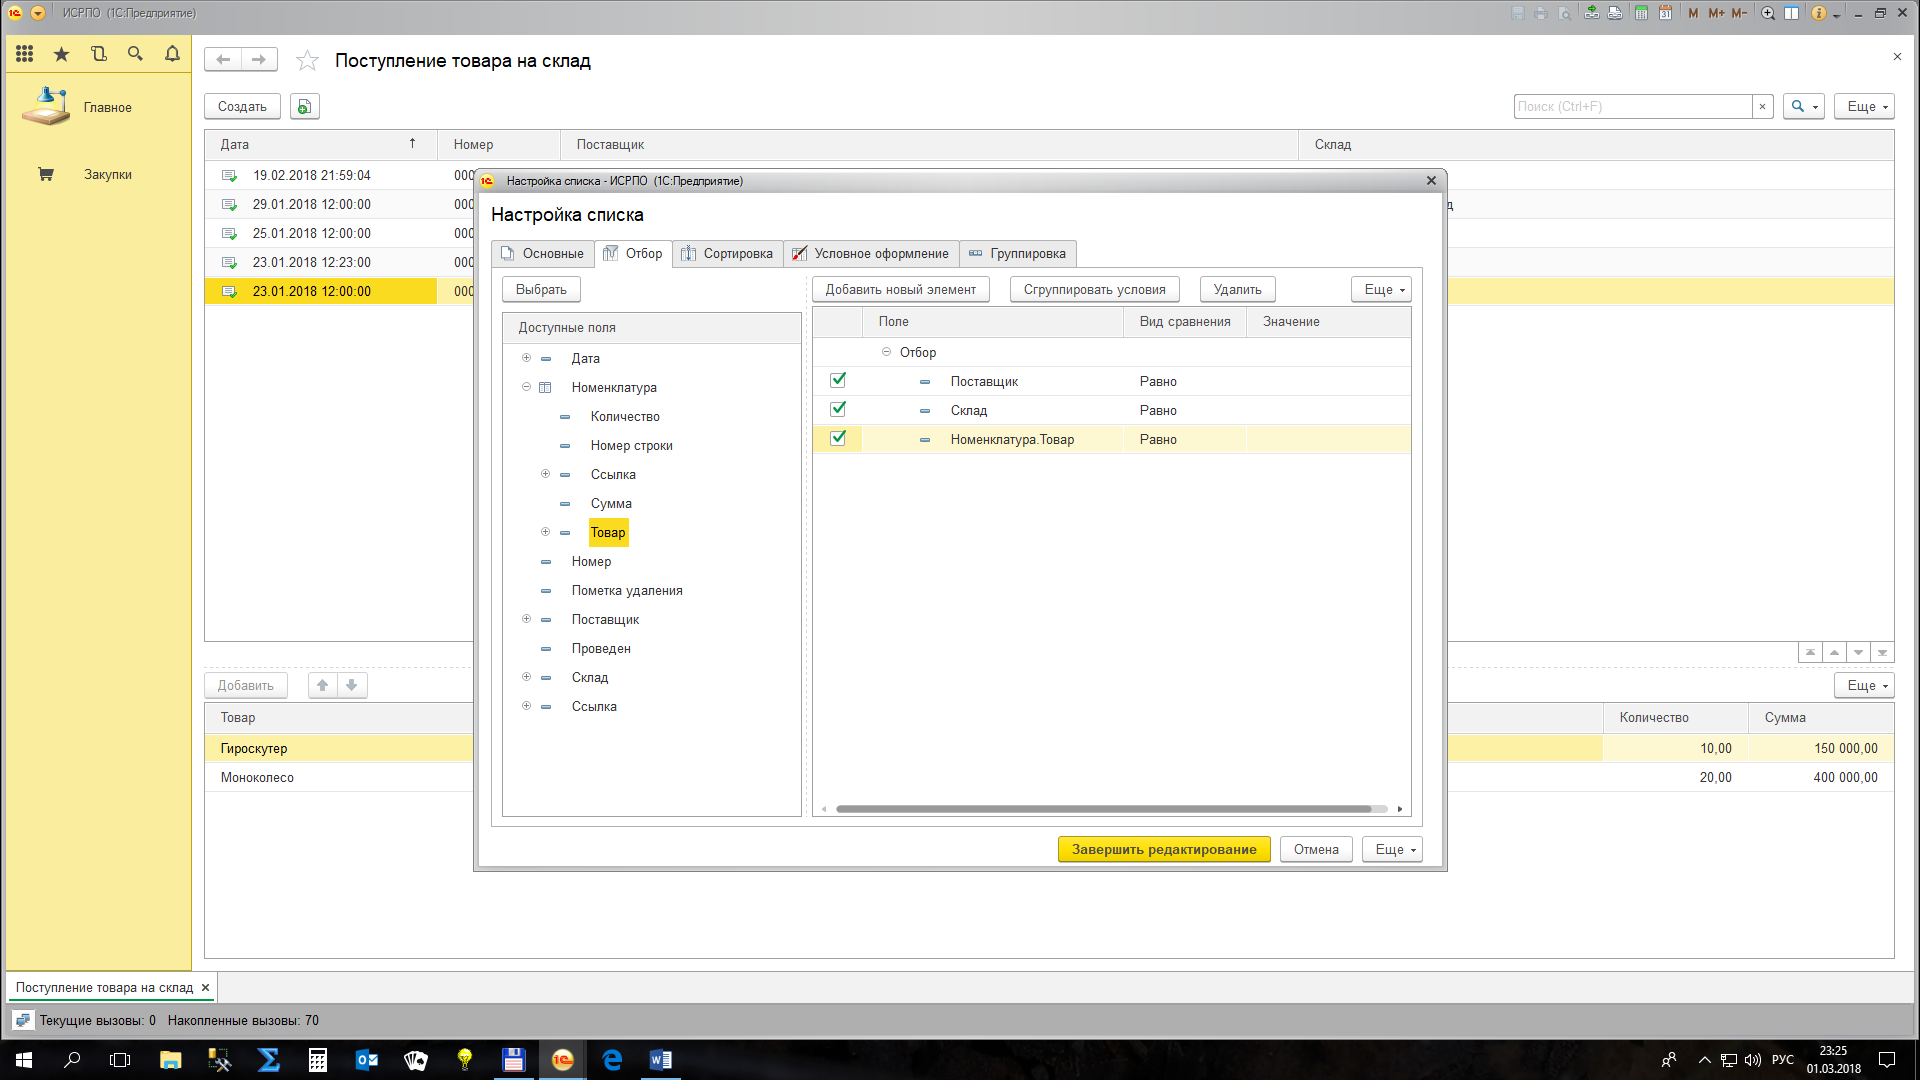 ИСРПО (1С:Предприятие)
M M+ M-
Главное
Закупки
Поступление товара на склад
Создать
Поиск (Ctrl+F)
×
Еще
Дата ↑ Номер Поставщик Склад
19.02.2018 21:59:04 000
29.01.2018 12:00:00 000
25.01.2018 12:00:00 000
23.01.2018 12:23:00 000
23.01.2018 12:00:00 000
д
Настройка списка - ИСРПО (1С:Предприятие)
Настройка списка
Основные Отбор Сортировка Условное оформление Группировка
Выбрать Добавить новый элемент Сгруппировать условия Удалить Еще
Доступные поля
Дата
Номенклатура
Количество
Номер строки
Ссылка
Сумма
Товар
Номер
Пометка удаления
Поставщик
Проведен
Склад
Ссылка
Поле Вид сравнения Значение
Отбор
Поставщик Равно
Склад Равно
Номенклатура.Товар Равно
Завершить редактирование Отмена Еще
Добавить Еще
Товар Количество Сумма
Гироскутер 10,00 150 000,00
Моноколесо 20,00 400 000,00
Поступление товара на склад ×
Текущие вызовы: 0 Накопленные вызовы: 70
РУС
23:25
01.03.2018